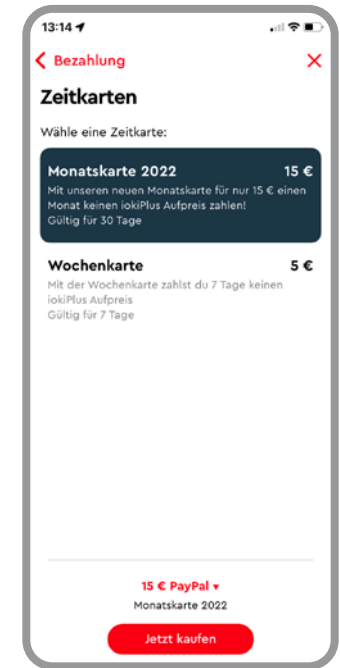 13:14
Bezahlung
Zeitkarten
Wähle eine Zeitkarte:
Monatskarte 2022 15 €
Mit unseren neuen Monatskarte für nur 15 € einen
Monat keinen iokiPlus Aufpreis zahlen!
Gültig für 30 Tage
Wochenkarte 5 €
Mit der Wochenkarte zahlst du 7 Tage keinen
iokiPlus Aufpreis
Gültig für 7 Tage
15 € PayPal ▾
Monatskarte 2022
Jetzt kaufen